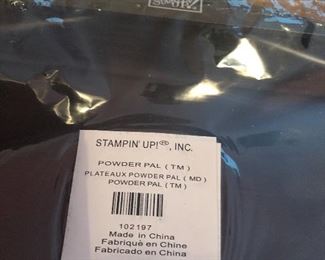 STAMPIN' UP!®, INC.
POWDER PAL (TM)
PLATEAUX POWDER PAL (MD)
POWDER PAL (TM)
102197
Made in China
Fabriqué en Chine
Fabricado en China